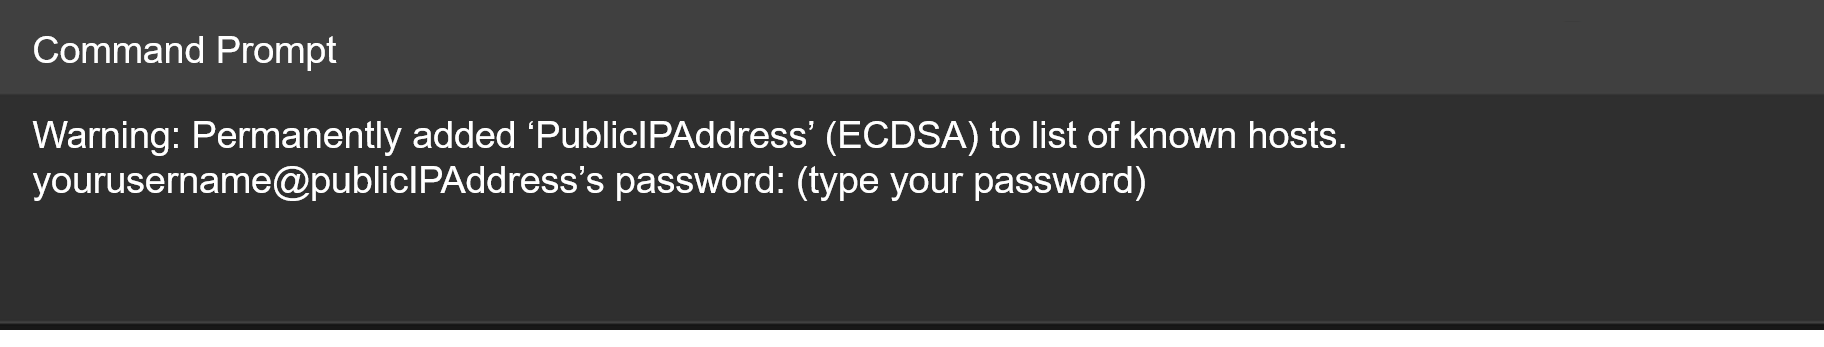 Command Prompt
Warning: Permanently added ‘PublicIPAddress’ (ECDSA) to list of known hosts.
yourusername@publicIPAddress’s password: (type your password)